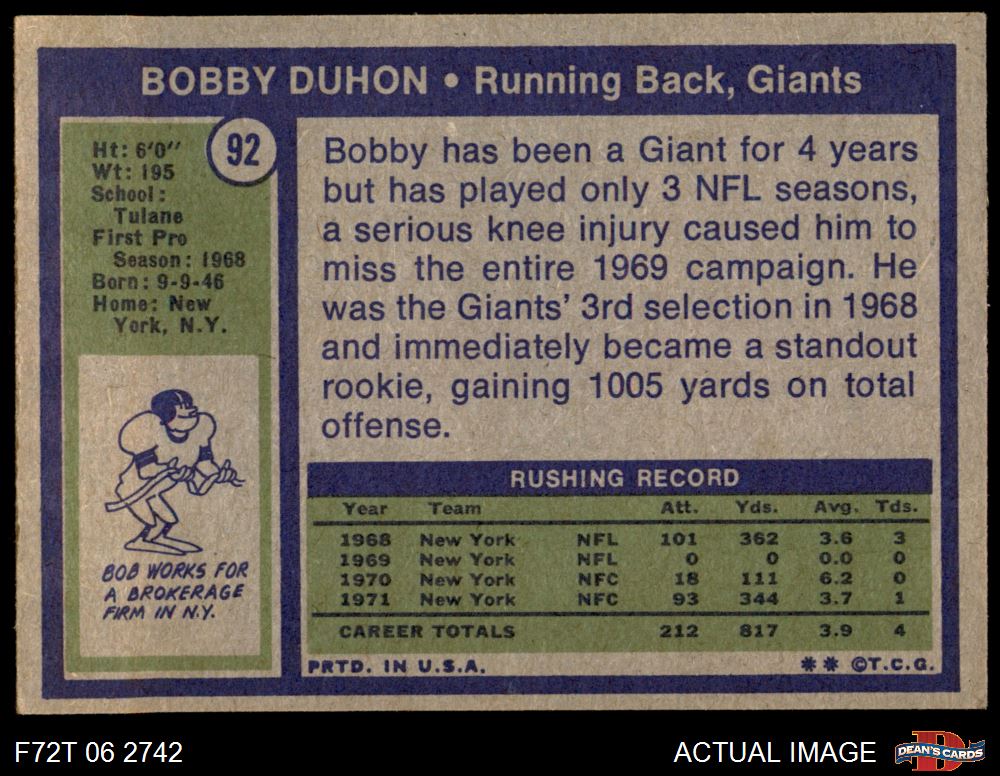 BOBBY DUHON • Running Back, Giants
92
Ht: 6'0"
Wt: 195
School:
Tulane
First Pro
Season: 1968
Born: 9-9-46
Home: New
York, N.Y.
BOB WORKS FOR
A BROKERAGE
FIRM IN N.Y.
Bobby has been a Giant for 4 years
but has played only 3 NFL seasons,
a serious knee injury caused him to
miss the entire 1969 campaign. He
was the Giants' 3rd selection in 1968
and immediately became a standout
rookie, gaining 1005 yards on total
offense.
RUSHING RECORD
Year Team Att. Yds. Avg. Tds.
1968 New York NFL 101 362 3.6 3
1969 New York NFL 0 0 0.0 0
1970 New York NFC 18 111 6.2 0
1971 New York NFC 93 344 3.7 1
CAREER TOTALS 212 817 3.9 4
PRTD. IN U.S.A. ** ©T.C.G.
F72T 06 2742 ACTUAL IMAGE D DEAN'S CARDS